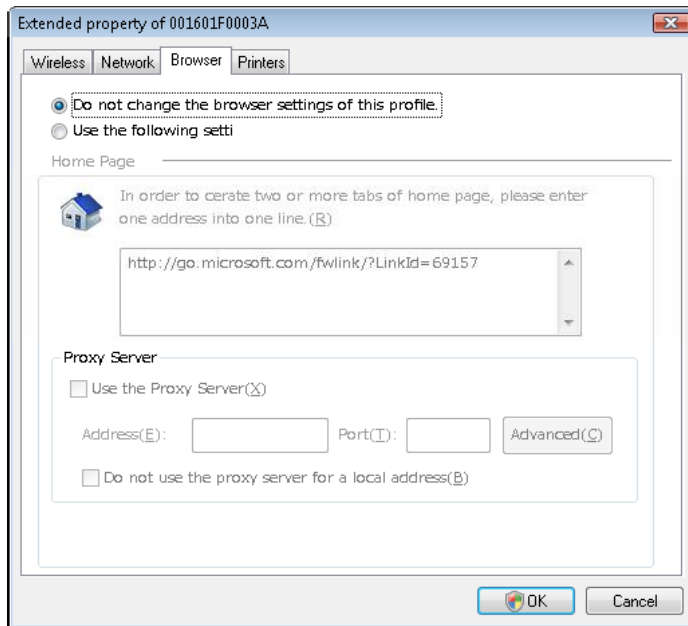 Extended property of 001601F0003A
Wireless Network Browser Printers
Do not change the browser settings of this profile.
Use the following setti
Home Page
In order to cerate two or more tabs of home page, please enter
one address into one line.(R)
http://go.microsoft.com/fwlink/?LinkId=69157
Proxy Server
Use the Proxy Server(X)
Address(E): Port(T): Advanced(C)
Do not use the proxy server for a local address(B)
OK Cancel